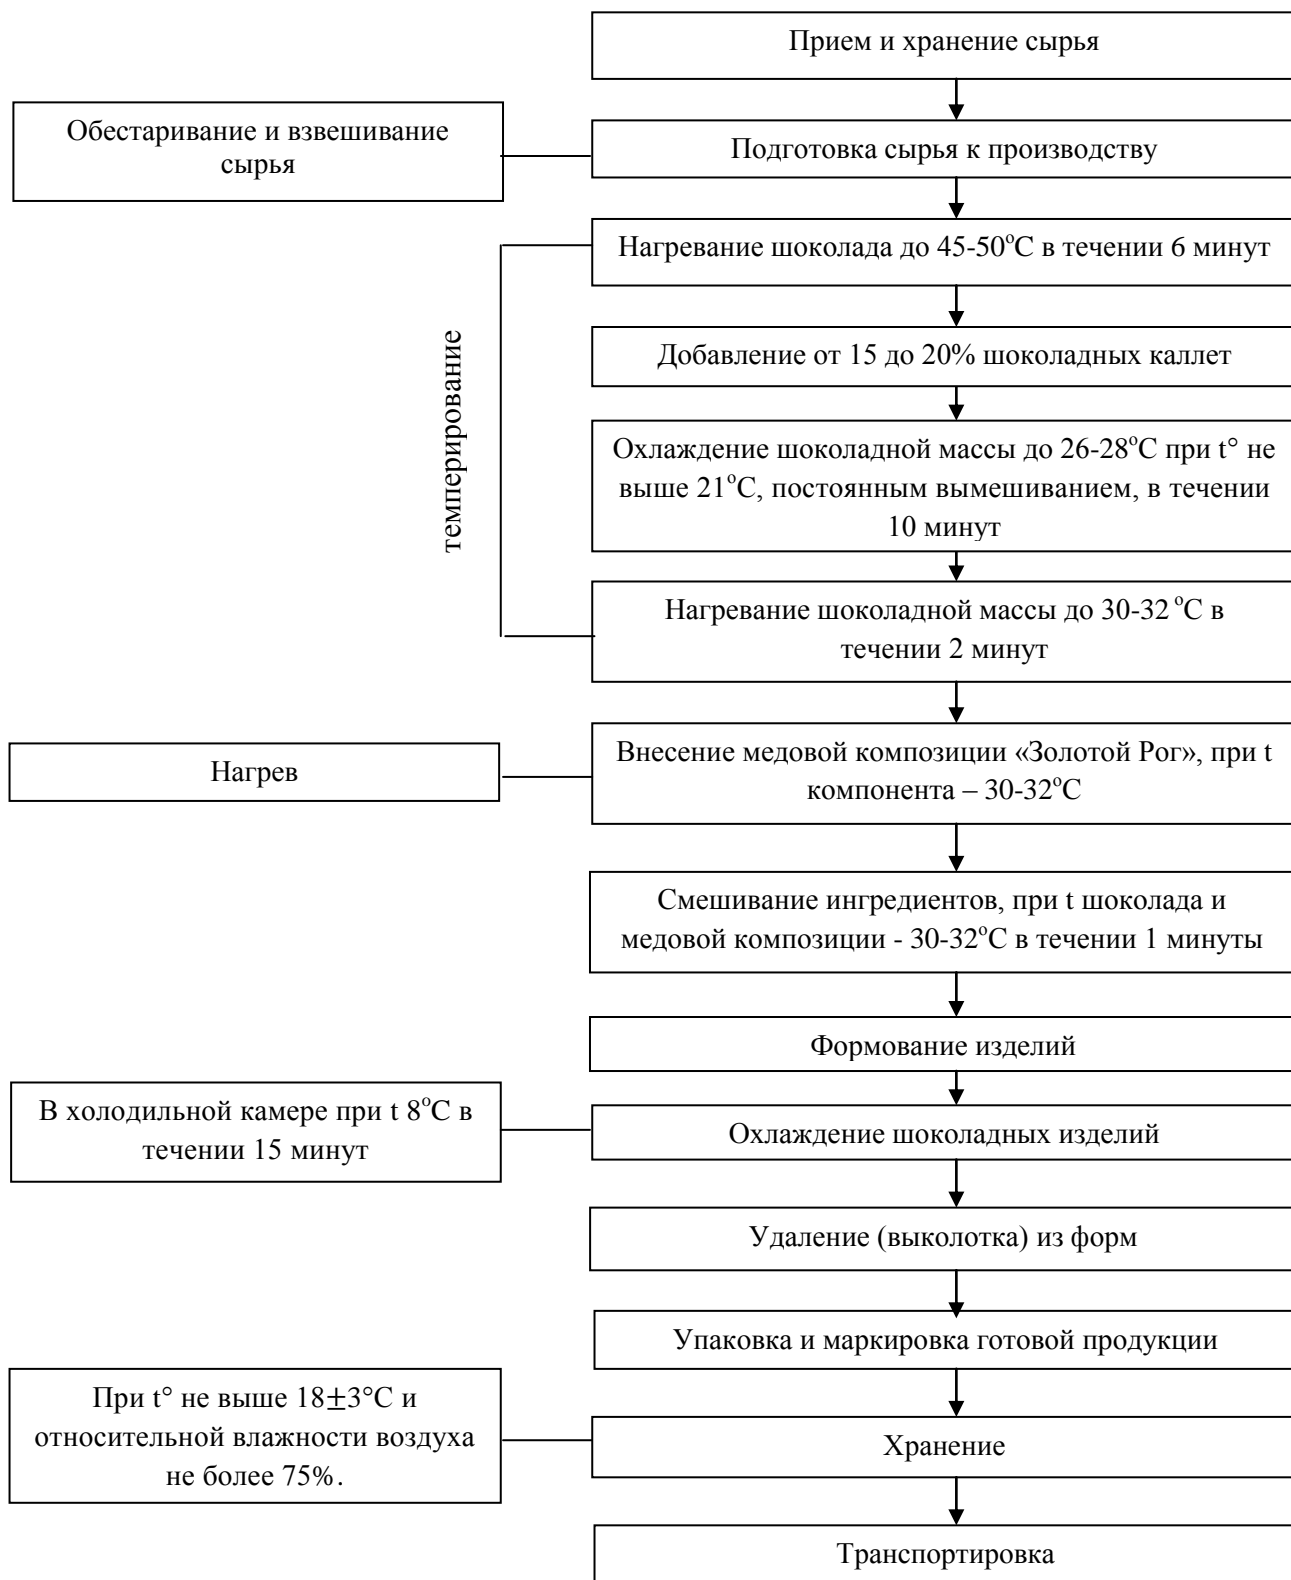 Прием и хранение сырья
Обестаривание и взвешивание
сырья
Подготовка сырья к производству
Нагревание шоколада до 45-50°С в течении 6 минут
Добавление от 15 до 20% шоколадных каллет
темперирование
Охлаждение шоколадной массы до 26-28°С при t° не
выше 21°С, постоянным вымешиванием, в течении
10 минут
Нагревание шоколадной массы до 30-32 °С в
течении 2 минут
Нагрев
Внесение медовой композиции «Золотой Рог», при t
компонента – 30-32°С
Смешивание ингредиентов, при t шоколада и
медовой композиции - 30-32°С в течении 1 минуты
Формование изделий
В холодильной камере при t 8°С в
течении 15 минут
Охлаждение шоколадных изделий
Удаление (выколотка) из форм
Упаковка и маркировка готовой продукции
При t° не выше 18±3°С и
относительной влажности воздуха
не более 75%.
Хранение
Транспортировка